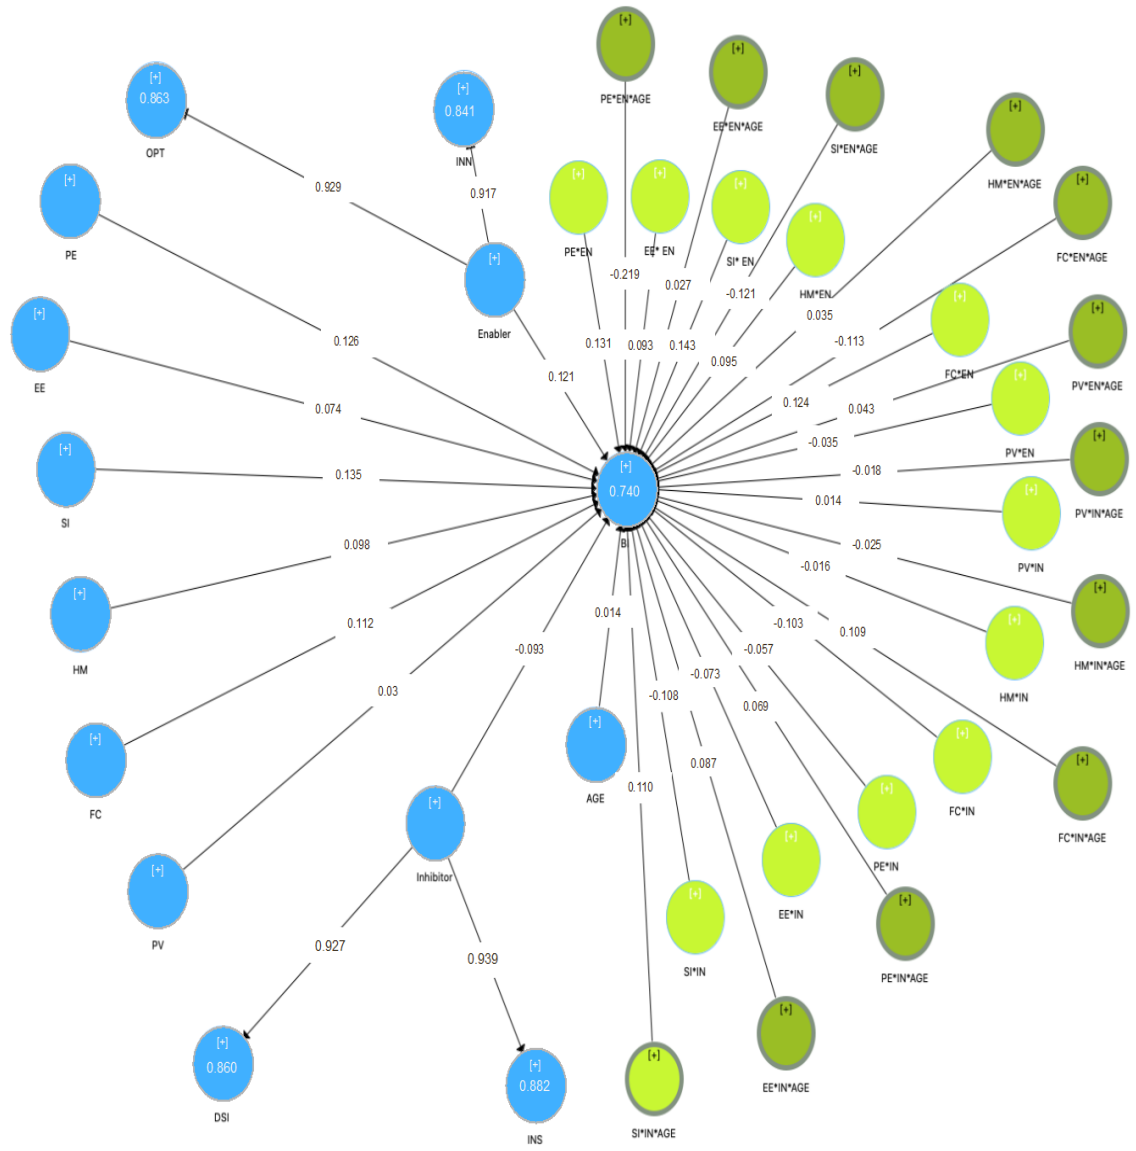 [+]
PE*EN*AGE
[+]
EE*EN*AGE
[+]
SI*EN*AGE
[+]
0.863
OPT
[+]
0.841
INN
[+]
HM*EN*AGE
[+]
PE
0.929
0.917
[+]
PE*EN
[+]
EE* EN
[+]
SI* EN
[+]
HM*EN
[+]
FC*EN*AGE
[+]
Enabler
-0.219
0.027
-0.121
0.035
[+]
EE
0.126
0.131
0.093
0.143
0.095
-0.113
[+]
FC*EN
[+]
PV*EN*AGE
0.121
0.074
0.124
0.043
[+]
PV*EN
-0.035
[+]
SI
0.135
[+]
0.740
B
-0.018
0.014
[+]
PV*IN*AGE
[+]
PV*IN
0.098
-0.025
-0.016
[+]
HM
0.112
0.014
-0.103
0.109
[+]
HM*IN*AGE
[+]
HM*IN
-0.093
-0.057
-0.073
0.03
-0.108
0.069
[+]
FC
[+]
AGE
0.087
0.110
[+]
FC*IN
[+]
FC*IN*AGE
[+]
Inhibitor
[+]
PE*IN
[+]
PV
[+]
EE*IN
[+]
SI*IN
[+]
PE*IN*AGE
0.927
0.939
[+]
EE*IN*AGE
[+]
0.860
DSI
[+]
0.882
INS
[+]
SI*IN*AGE